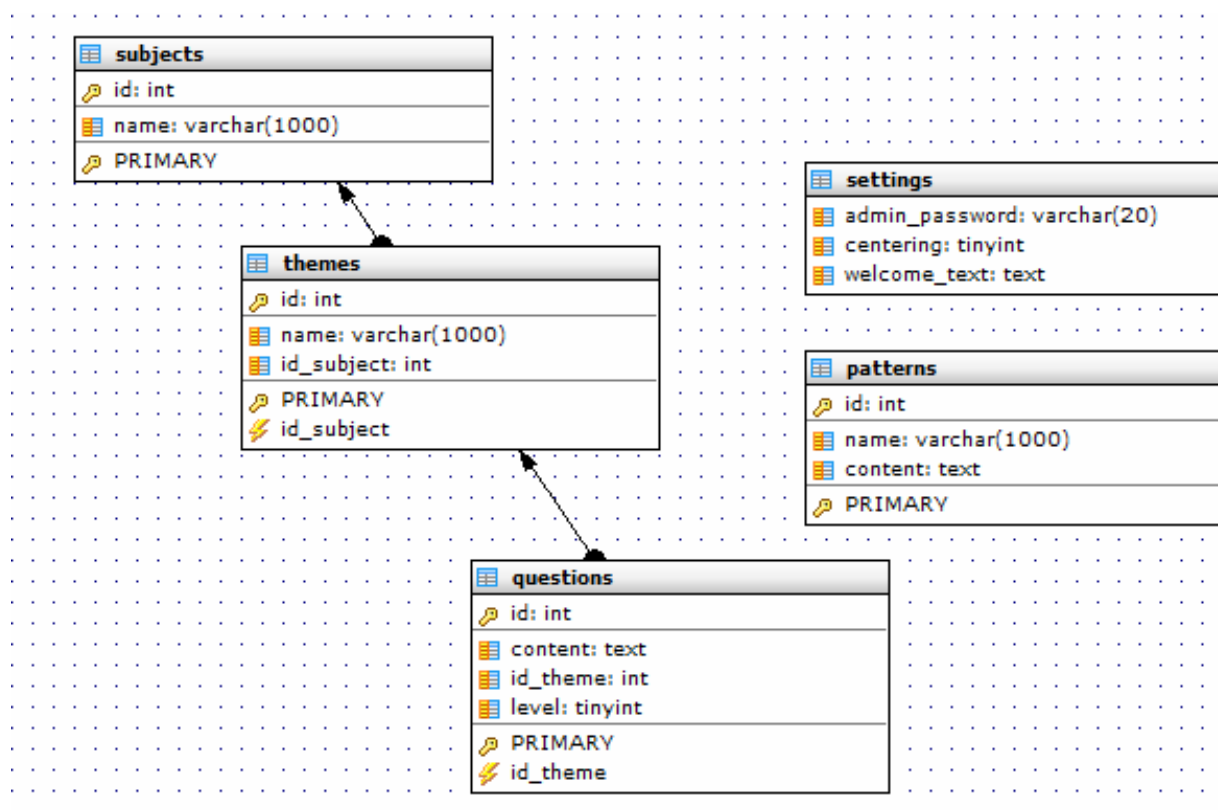 subjects
id: int
name: varchar(1000)
PRIMARY
themes
id: int
name: varchar(1000)
id_subject: int
PRIMARY
id_subject
questions
id: int
content: text
id_theme: int
level: tinyint
PRIMARY
id_theme
settings
admin_password: varchar(20)
centering: tinyint
welcome_text: text
patterns
id: int
name: varchar(1000)
content: text
PRIMARY